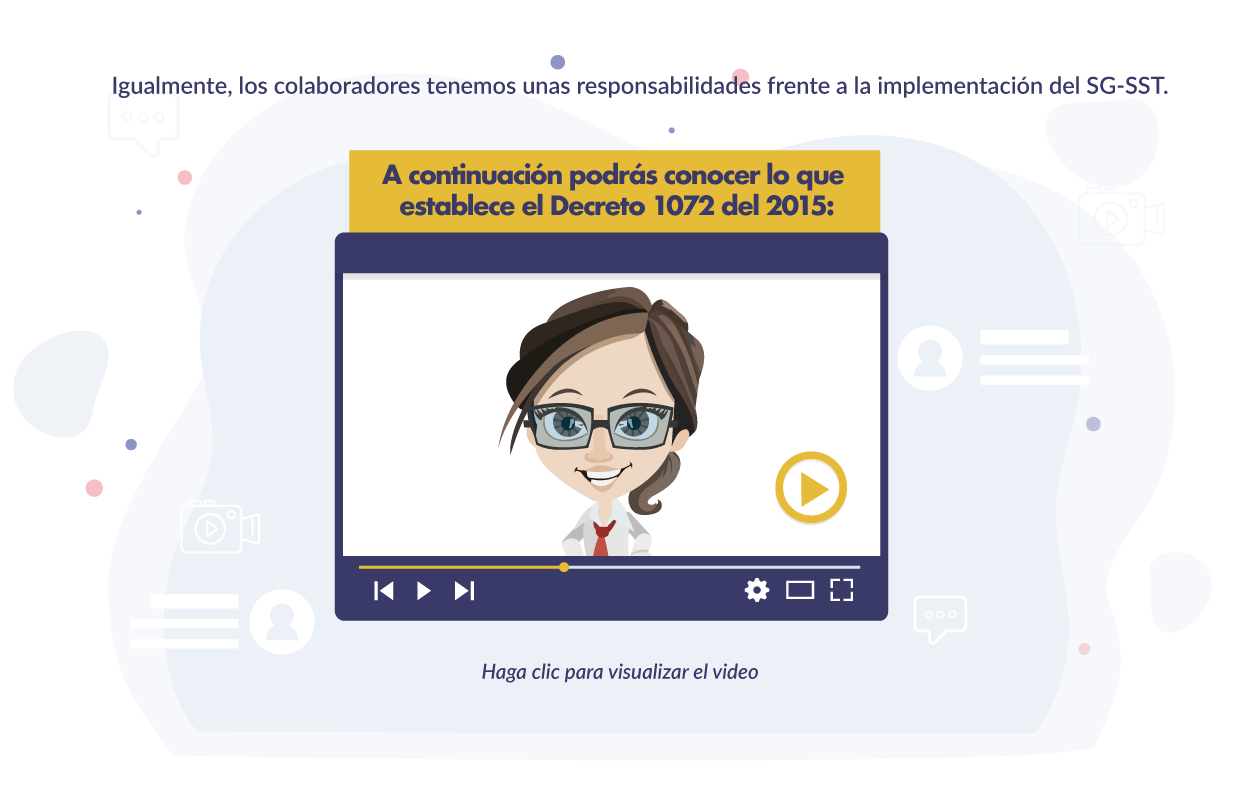 Igualmente, los colaboradores tenemos unas responsabilidades frente a la implementación del SG-SST.
A continuación podrás conocer lo que
establece el Decreto 1072 del 2015:
Haga clic para visualizar el video